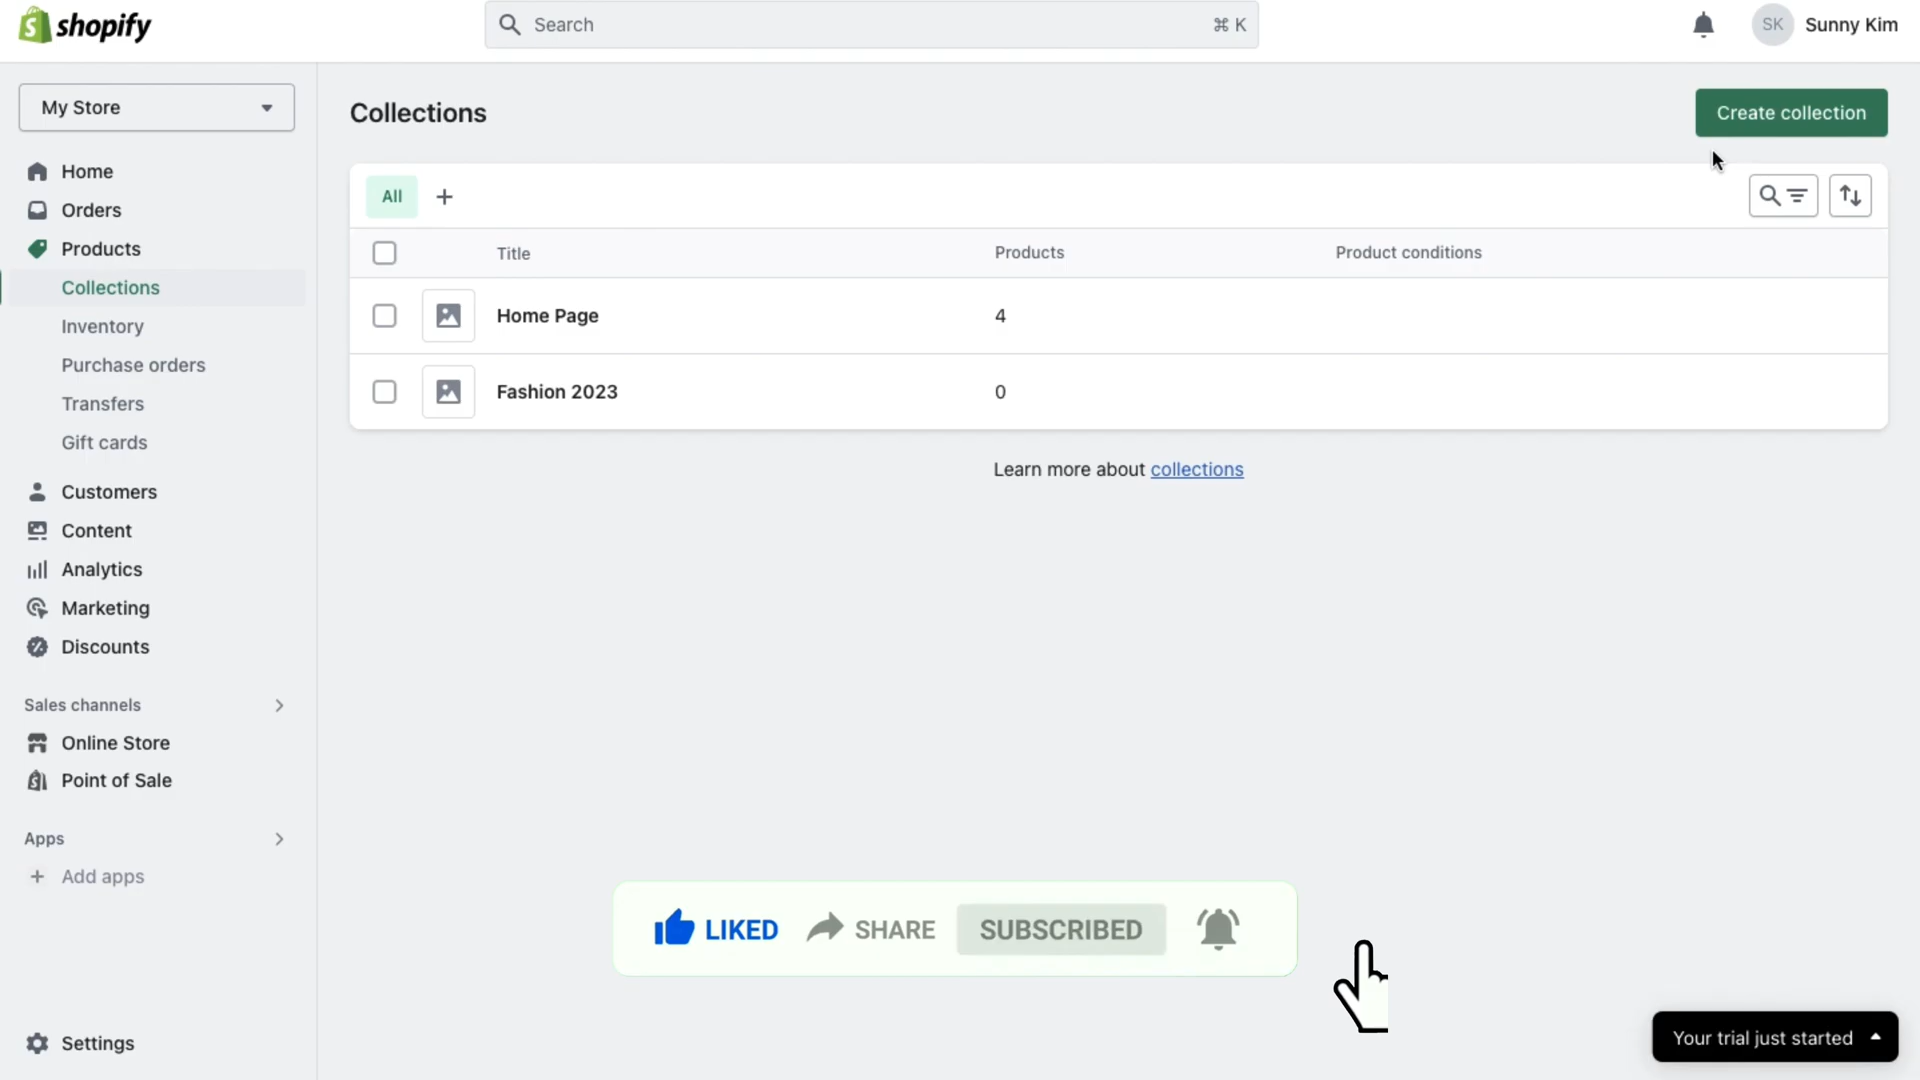 shopify
Search
⌘ K
SK
Sunny Kim
My Store
Home
Orders
Products
Collections
Inventory
Purchase orders
Transfers
Gift cards
Customers
Content
Analytics
Marketing
Discounts
Sales channels
Online Store
Point of Sale
Apps
Add apps
Settings
Collections
Create collection
All
Title Products Product conditions
Home Page 4
Fashion 2023 0
Learn more about collections
LIKED SHARE SUBSCRIBED
Your trial just started